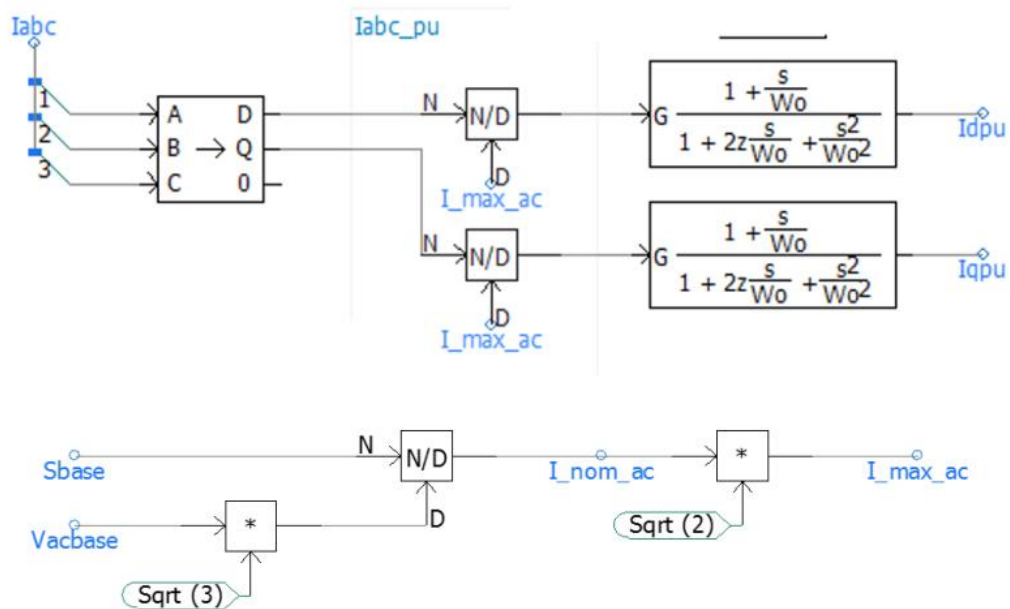 Iabc
Iabc_pu
1
2
3
A
B
C
D
Q
0
N
N/D
D
I_max_ac
G
1 + s/Wo
1 + 2z s/Wo + s²/Wo²
Idpu
N
N/D
D
I_max_ac
G
1 + s/Wo
1 + 2z s/Wo + s²/Wo²
Iqpu
Sbase
N
N/D
D
I_nom_ac
*
I_max_ac
Vacbase
*
Sqrt (2)
Sqrt (3)